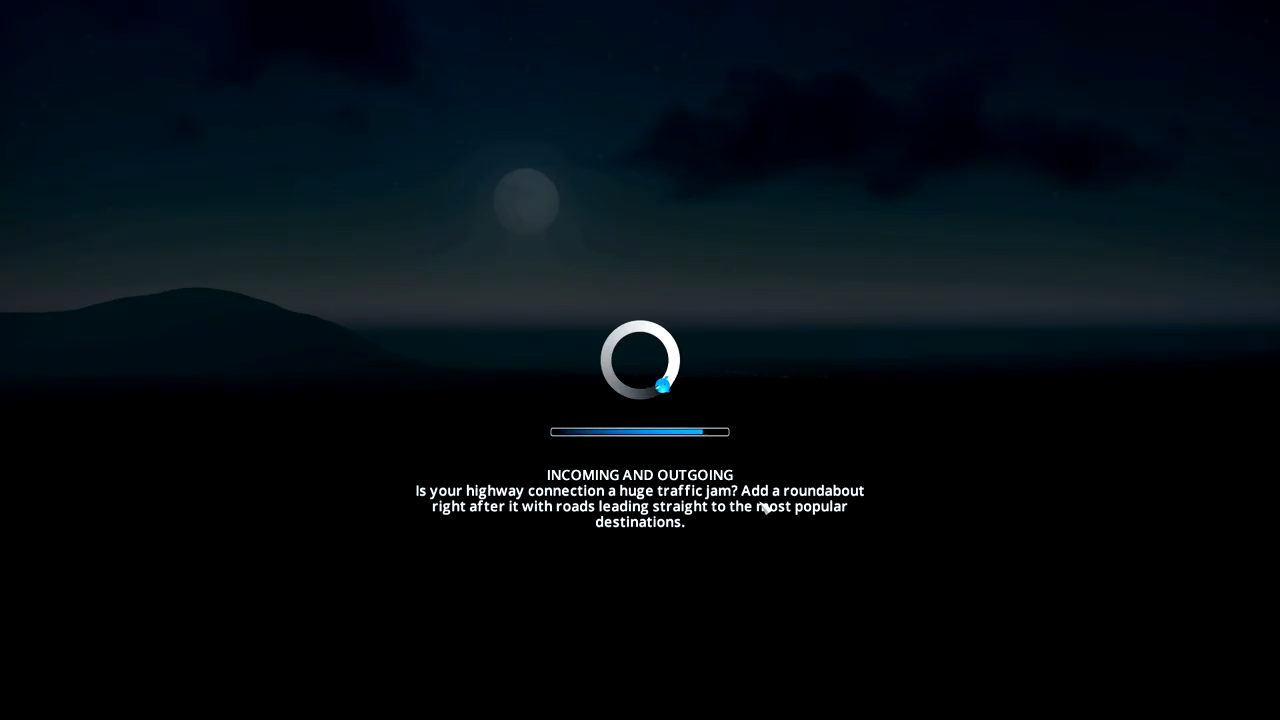 INCOMING AND OUTGOING
Is your highway connection a huge traffic jam? Add a roundabout
right after it with roads leading straight to the most popular
destinations.